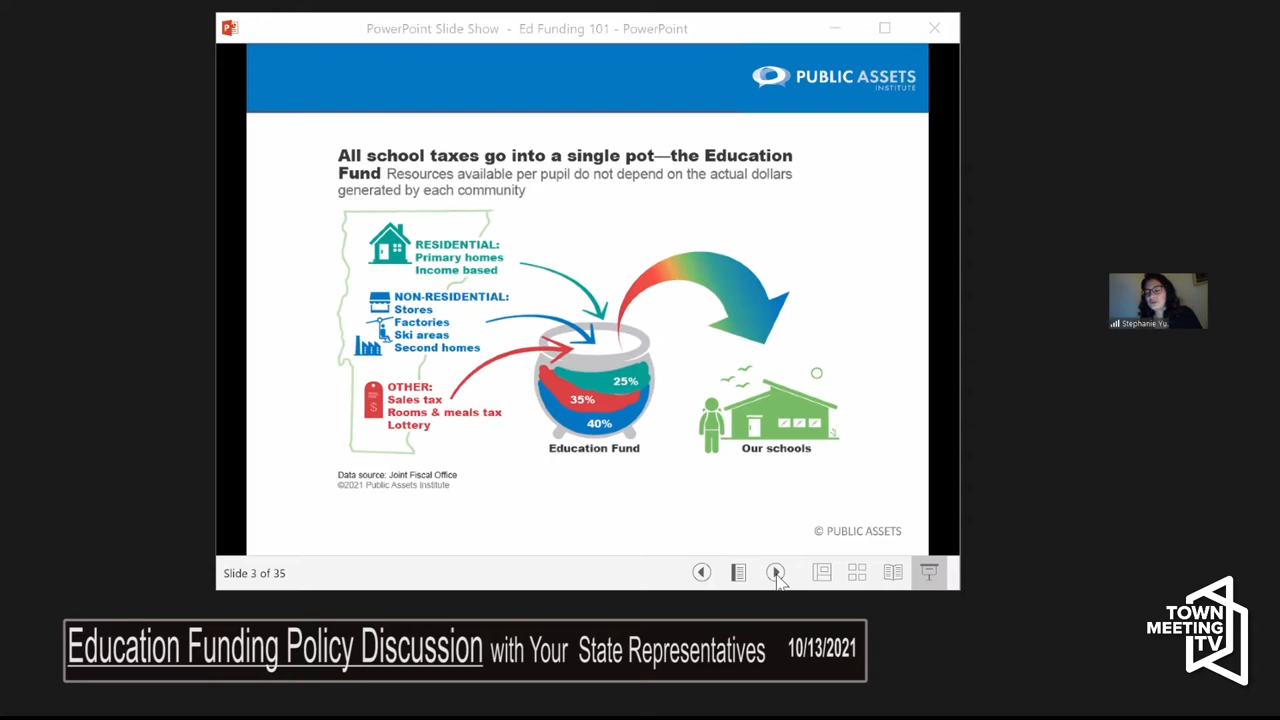 PowerPoint Slide Show - Ed Funding 101 - PowerPoint
PUBLIC ASSETS
INSTITUTE
All school taxes go into a single pot—the Education
Fund Resources available per pupil do not depend on the actual dollars
generated by each community
RESIDENTIAL:
Primary homes
Income based
NON-RESIDENTIAL:
Stores
Factories
Ski areas
Second homes
OTHER:
Sales tax
Rooms & meals tax
Lottery
25%
35%
40%
Education Fund
Our schools
Data source: Joint Fiscal Office
©2021 Public Assets Institute
© PUBLIC ASSETS
Slide 3 of 35
Stephanie Yu
Education Funding Policy Discussion with Your State Representatives 10/13/2021
TOWN
MEETING
TV